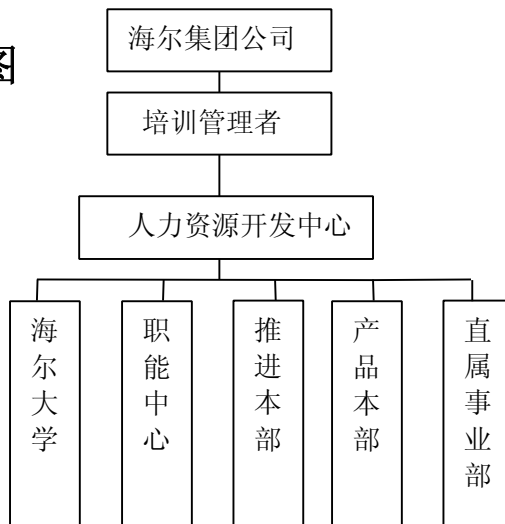 海尔集团公司
图
培训管理者
人力资源开发中心
海尔大学
职能中心
推进本部
产品本部
直属事业部